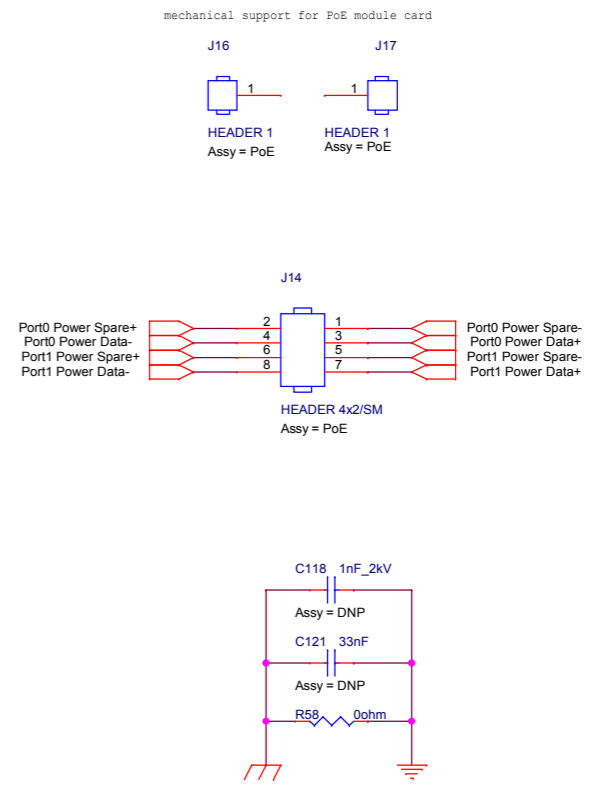 mechanical support for PoE module card
J16 J17
1 1
HEADER 1 HEADER 1
Assy = PoE Assy = PoE
J14
Port0 Power Spare+ 2 1 Port0 Power Spare-
Port0 Power Data- 4 3 Port0 Power Data+
Port1 Power Spare+ 6 5 Port1 Power Spare-
Port1 Power Data- 8 7 Port1 Power Data+
HEADER 4x2/SM
Assy = PoE
C118 1nF_2kV
Assy = DNP
C121 33nF
Assy = DNP
R58 0ohm